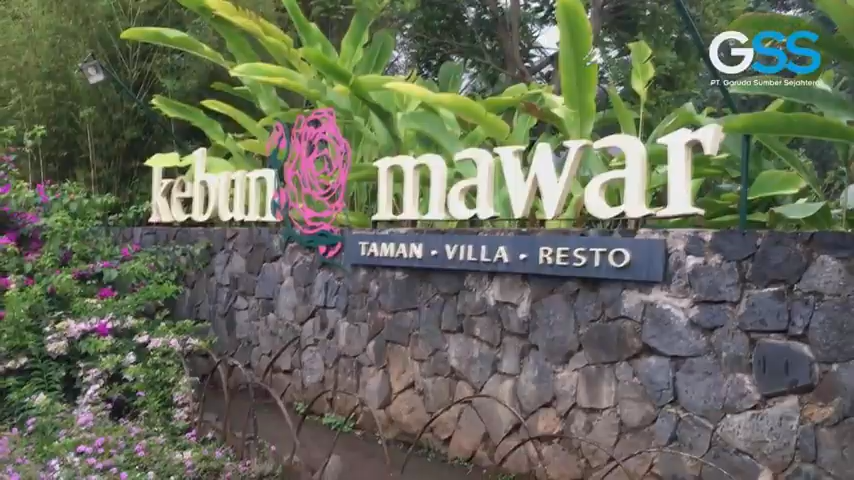 GSS
PT. Garuda Sumber Sejahtera
kebun mawar
TAMAN • VILLA • RESTO